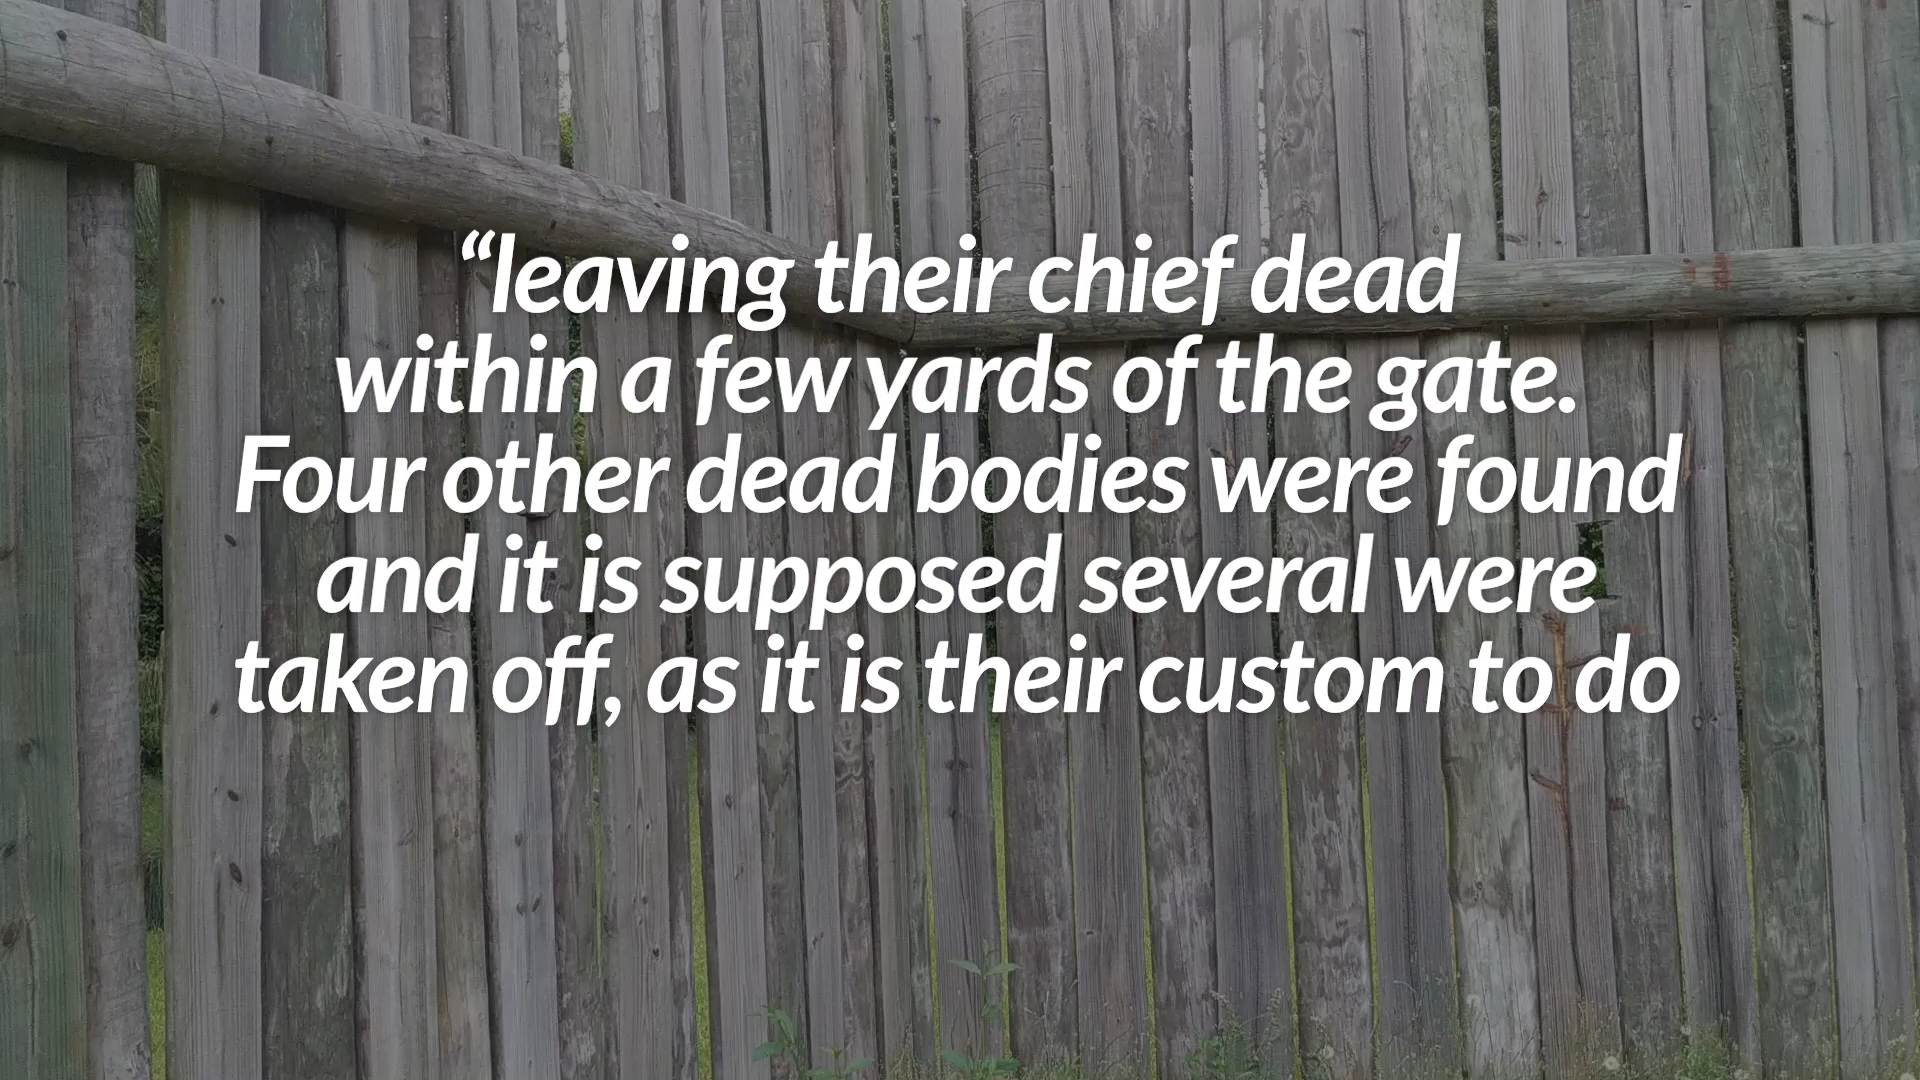 “leaving their chief dead
within a few yards of the gate.
Four other dead bodies were found
and it is supposed several were
taken off, as it is their custom to do